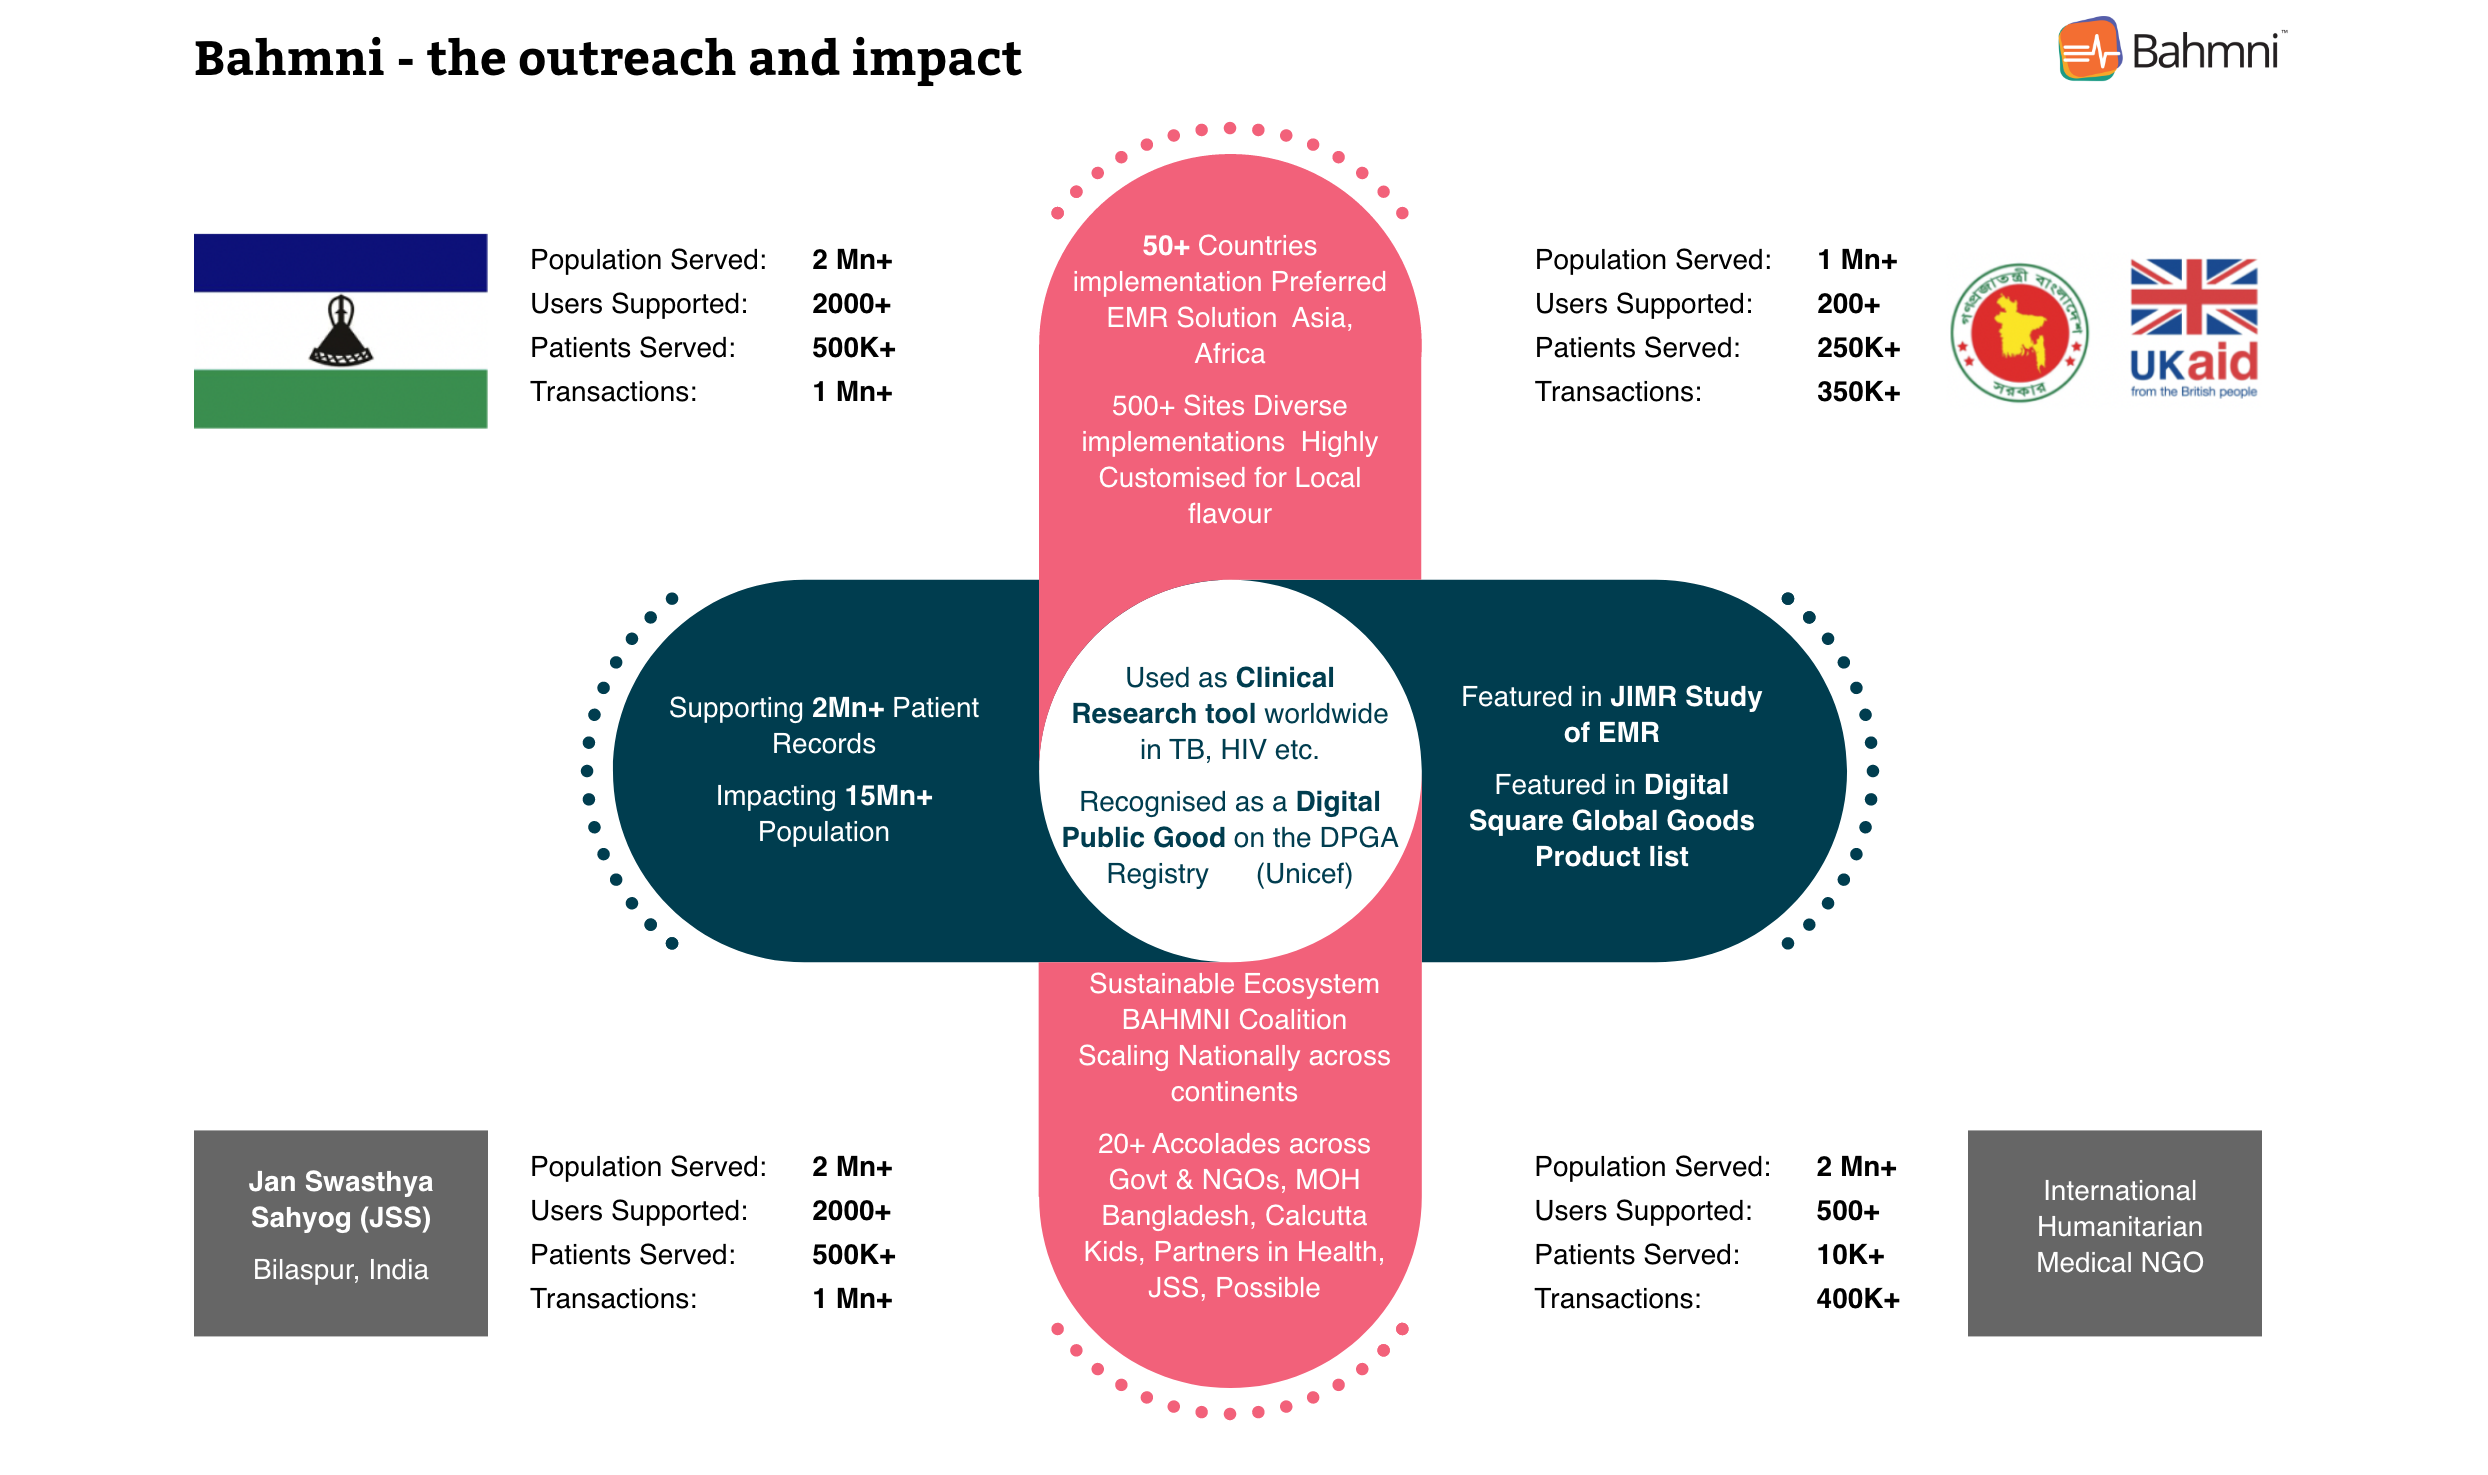 Bahmni - the outreach and impact
Bahmni™
Population Served: 2 Mn+
Users Supported: 2000+
Patients Served: 500K+
Transactions: 1 Mn+
50+ Countries
implementation Preferred
EMR Solution Asia,
Africa
500+ Sites Diverse
implementations Highly
Customised for Local
flavour
Population Served: 1 Mn+
Users Supported: 200+
Patients Served: 250K+
Transactions: 350K+
গণপ্রজাতন্ত্রী বাংলাদেশ
সরকার
UKaid
from the British people
Supporting 2Mn+ Patient
Records
Impacting 15Mn+
Population
Used as Clinical
Research tool worldwide
in TB, HIV etc.
Recognised as a Digital
Public Good on the DPGA
Registry (Unicef)
Featured in JIMR Study
of EMR
Featured in Digital
Square Global Goods
Product list
Sustainable Ecosystem
BAHMNI Coalition
Scaling Nationally across
continents
20+ Accolades across
Govt & NGOs, MOH
Bangladesh, Calcutta
Kids, Partners in Health,
JSS, Possible
Jan Swasthya
Sahyog (JSS)
Bilaspur, India
Population Served: 2 Mn+
Users Supported: 2000+
Patients Served: 500K+
Transactions: 1 Mn+
Population Served: 2 Mn+
Users Supported: 500+
Patients Served: 10K+
Transactions: 400K+
International
Humanitarian
Medical NGO